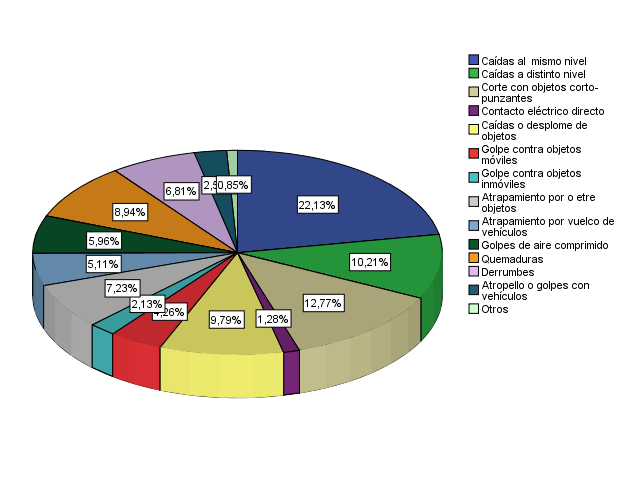 Caídas al mismo nivel
Caídas a distinto nivel
Corte con objetos corto-
punzantes
Contacto eléctrico directo
Caídas o desplome de
objetos
Golpe contra objetos
móviles
Golpe contra objetos
inmóviles
Atrapamiento por o etre
objetos
Atrapamiento por vuelco de
vehículos
Golpes de aire comprimido
Quemaduras
Derrumbes
Atropello o golpes con
vehículos
Otros
0,85%
6,81%
22,13%
8,94%
5,96%
5,11%
10,21%
7,23%
2,13%
12,77%
9,79%
1,28%